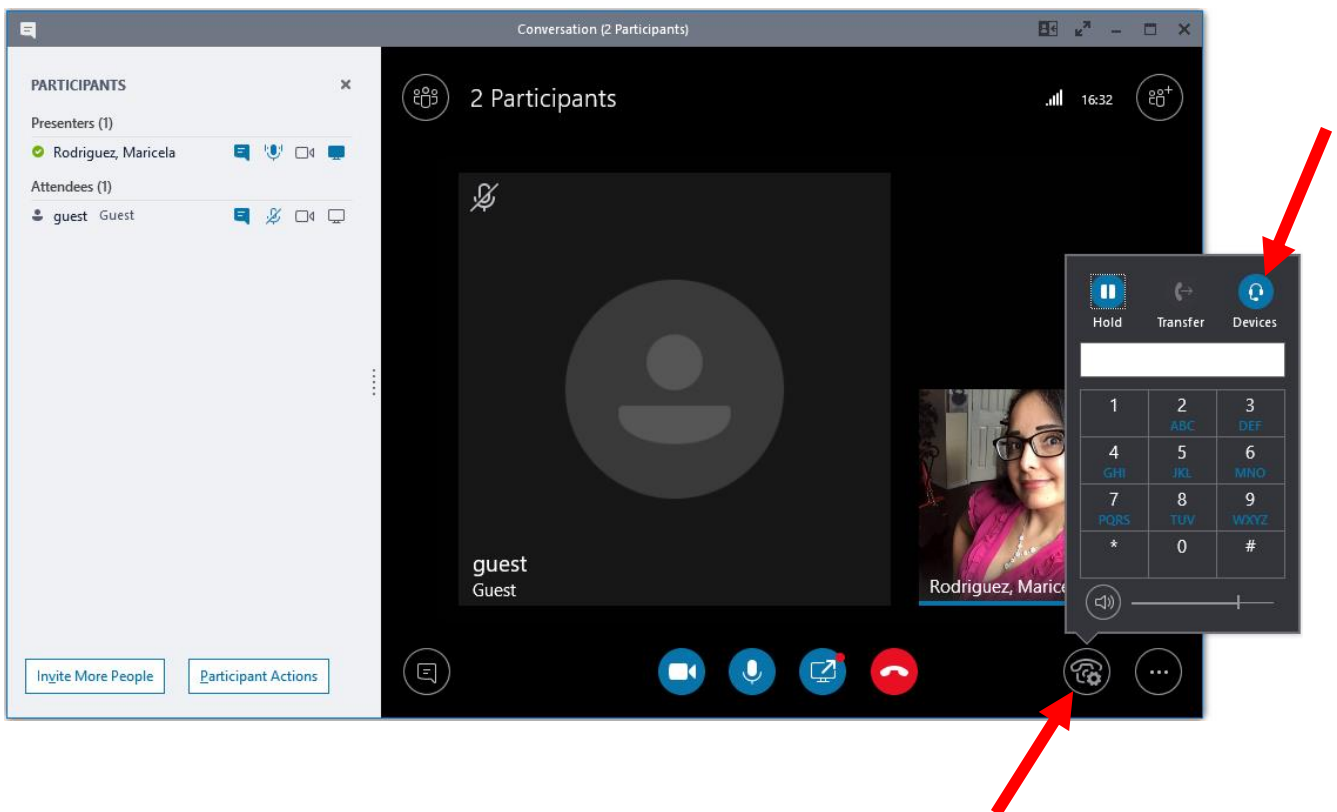 Conversation (2 Participants)
PARTICIPANTS
Presenters (1)
Rodriguez, Maricela
Attendees (1)
guest Guest
Invite More People
Participant Actions
2 Participants
16:32
guest
Guest
Rodriguez, Marice
Hold Transfer Devices
1 2 3
ABC DEF
4 5 6
GHI JKL MNO
7 8 9
PQRS TUV WXYZ
* 0 #